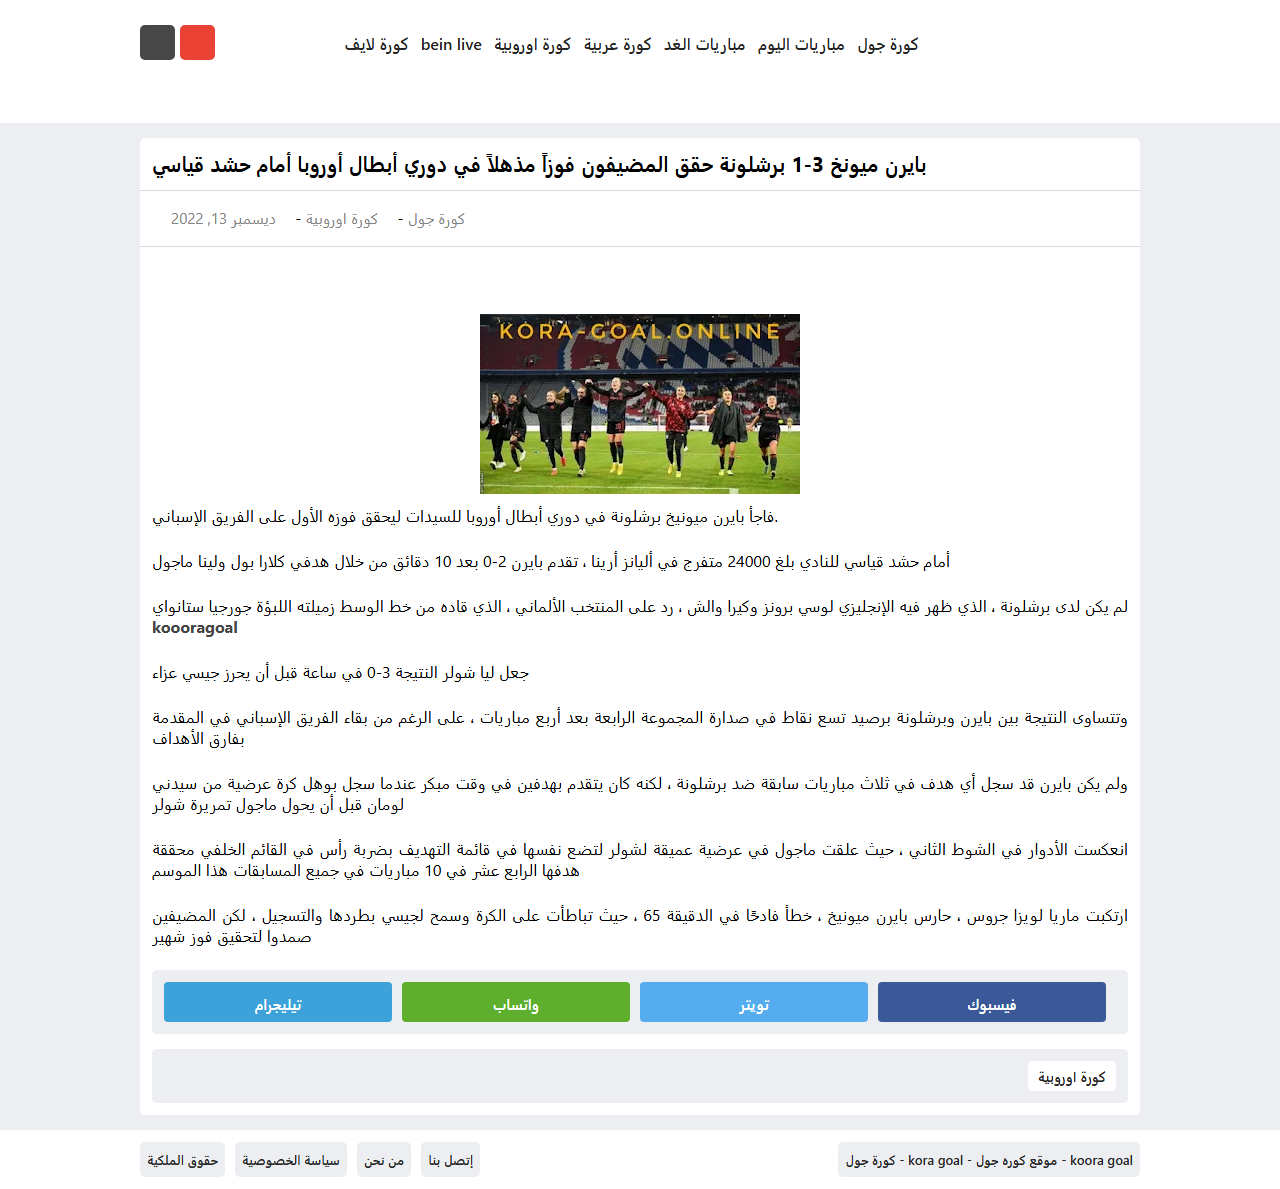 كورة جول مباريات اليوم مباريات الغد كورة عربية كورة اوروبية bein live كورة لايف
بايرن ميونخ 3-1 برشلونة حقق المضيفون فوزاً مذهلاً في دوري أبطال أوروبا أمام حشد قياسي
كورة جول - كورة اوروبية - ديسمبر 13, 2022
KORA-GOAL.ONLINE
فاجأ بايرن ميونيخ برشلونة في دوري أبطال أوروبا للسيدات ليحقق فوزه الأول على الفريق الإسباني.
أمام حشد قياسي للنادي بلغ 24000 متفرج في أليانز أرينا ، تقدم بايرن 2-0 بعد 10 دقائق من خلال هدفي كلارا بول ولينا ماجول
لم يكن لدى برشلونة ، الذي ظهر فيه الإنجليزي لوسي برونز وكيرا والش ، رد على المنتخب الألماني ، الذي قاده من خط الوسط زميلته اللبؤة جورجيا ستانواي
koooragoal
جعل ليا شولر النتيجة 3-0 في ساعة قبل أن يحرز جيسي عزاء
وتتساوى النتيجة بين بايرن وبرشلونة برصيد تسع نقاط في صدارة المجموعة الرابعة بعد أربع مباريات ، على الرغم من بقاء الفريق الإسباني في المقدمة
بفارق الأهداف
ولم يكن بايرن قد سجل أي هدف في ثلاث مباريات سابقة ضد برشلونة ، لكنه كان يتقدم بهدفين في وقت مبكر عندما سجل بوهل كرة عرضية من سيدني
لومان قبل أن يحول ماجول تمريرة شولر
انعكست الأدوار في الشوط الثاني ، حيث علقت ماجول في عرضية عميقة لشولر لتضع نفسها في قائمة التهديف بضربة رأس في القائم الخلفي محققة
هدفها الرابع عشر في 10 مباريات في جميع المسابقات هذا الموسم
ارتكبت ماريا لويزا جروس ، حارس بايرن ميونيخ ، خطأ فادحًا في الدقيقة 65 ، حيث تباطأت على الكرة وسمح لجيسي بطردها والتسجيل ، لكن المضيفين
صمدوا لتحقيق فوز شهير
فيسبوك تويتر واتساب تيليجرام
كورة اوروبية
koora goal - موقع كوره جول - kora goal - كورة جول
إتصل بنا من نحن سياسة الخصوصية حقوق الملكية